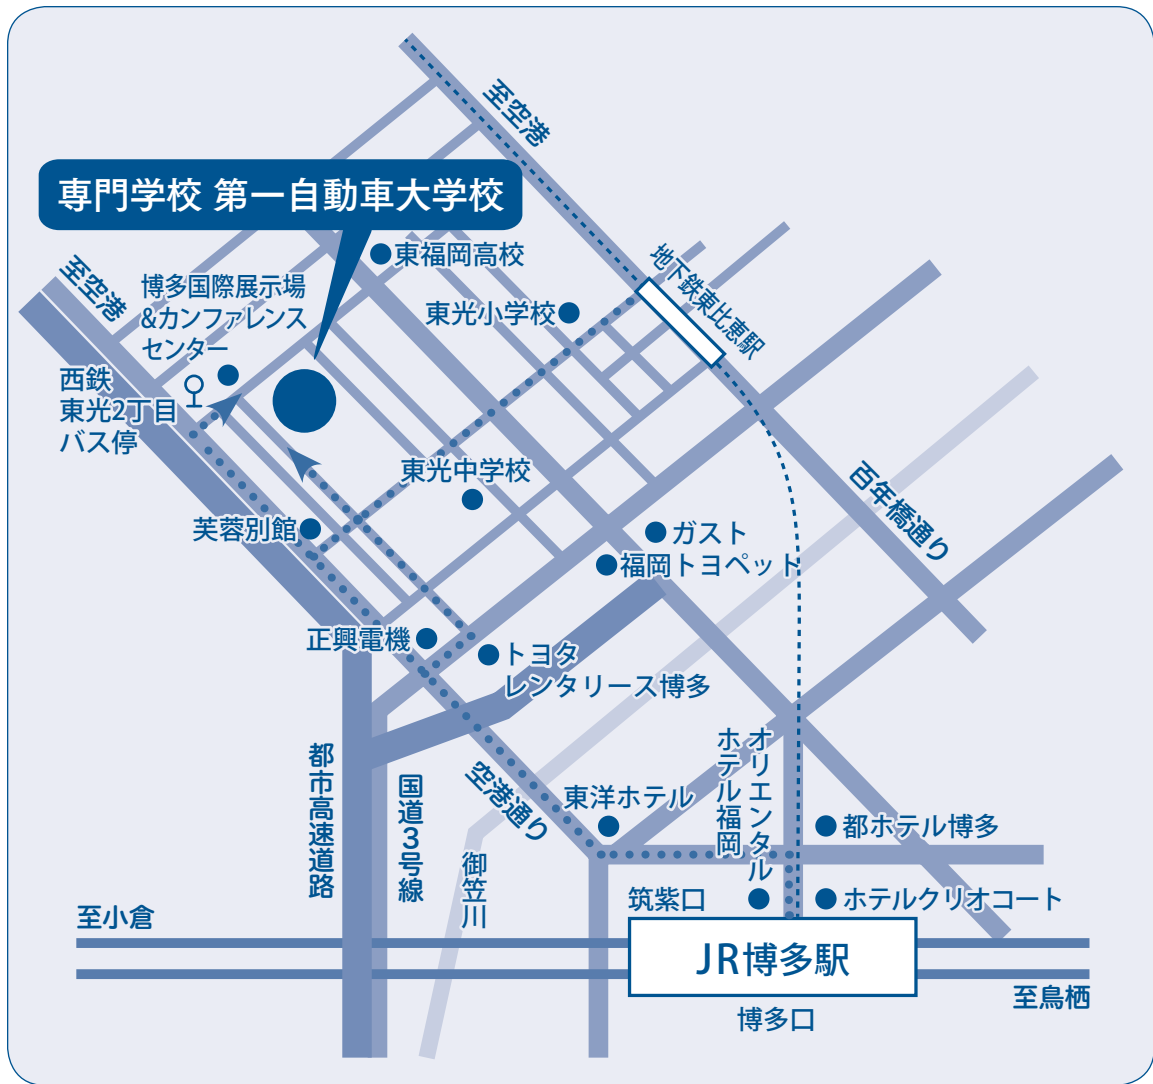 至空港
専門学校 第一自動車大学校
東福岡高校
至空港
博多国際展示場
&カンファレンス
センター
東光小学校
地下鉄東比恵駅
西鉄
東光2丁目
バス停
東光中学校
百年橋通り
芙蓉別館
ガスト
福岡トヨペット
正興電機
トヨタ
レンタリース博多
都市高速道路
国道3号線
御笠川
空港通り
東洋ホテル
オリエンタル
ホテル福岡
都ホテル博多
筑紫口
ホテルクリオコート
至小倉
JR博多駅
至鳥栖
博多口